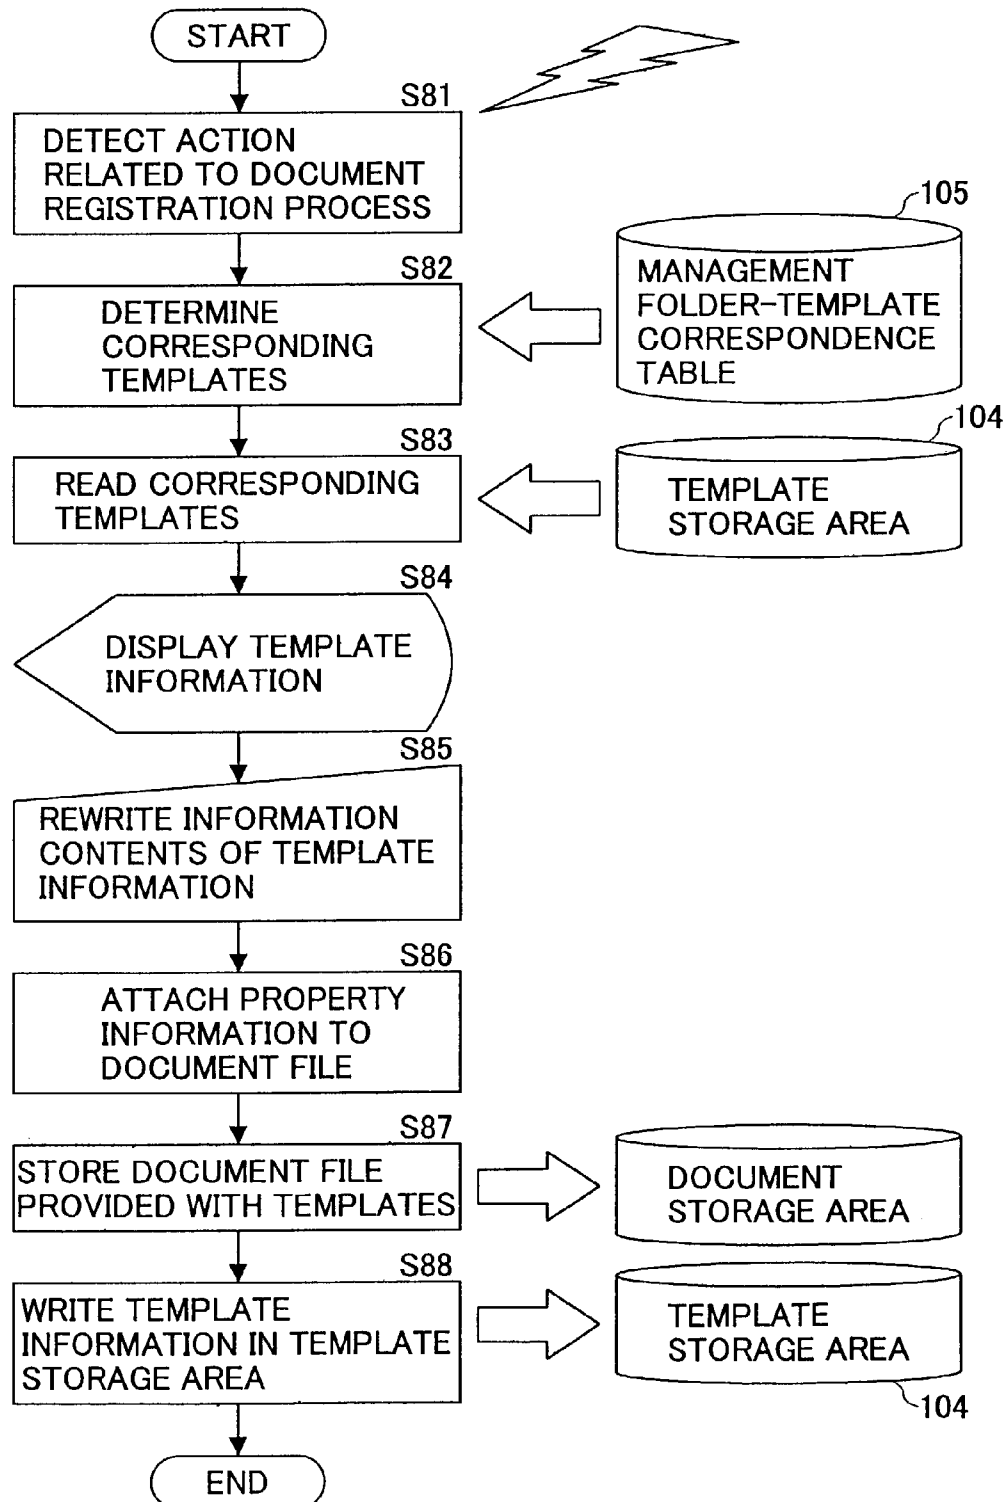 START
S81
DETECT ACTION
RELATED TO DOCUMENT
REGISTRATION PROCESS
S82
DETERMINE
CORRESPONDING
TEMPLATES
105
MANAGEMENT
FOLDER-TEMPLATE
CORRESPONDENCE
TABLE
S83
READ CORRESPONDING
TEMPLATES
104
TEMPLATE
STORAGE AREA
S84
DISPLAY TEMPLATE
INFORMATION
S85
REWRITE INFORMATION
CONTENTS OF TEMPLATE
INFORMATION
S86
ATTACH PROPERTY
INFORMATION TO
DOCUMENT FILE
S87
STORE DOCUMENT FILE
PROVIDED WITH TEMPLATES
DOCUMENT
STORAGE AREA
S88
WRITE TEMPLATE
INFORMATION IN TEMPLATE
STORAGE AREA
TEMPLATE
STORAGE AREA
104
END